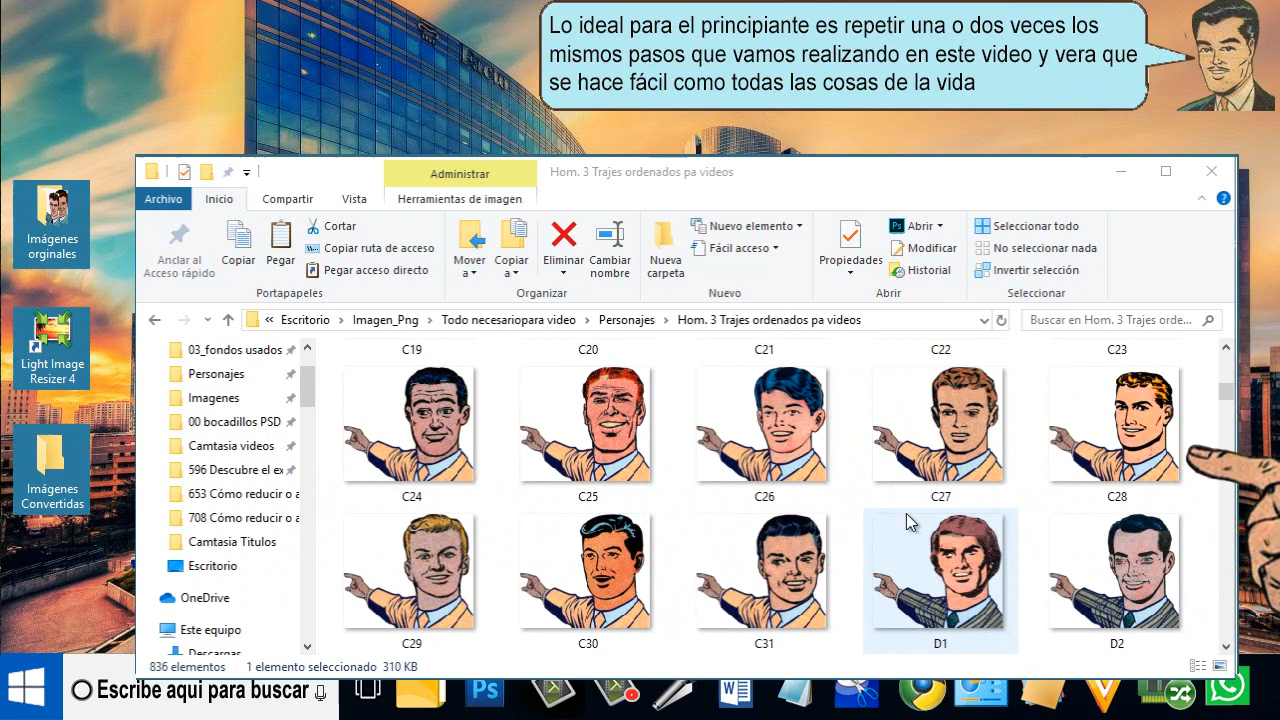 Lo ideal para el principiante es repetir una o dos veces los
mismos pasos que vamos realizando en este video y vera que
se hace fácil como todas las cosas de la vida
Imágenes
orginales
Light Image
Resizer 4
Imágenes
Convertidas
Administrar
Hom. 3 Trajes ordenados pa videos
Archivo
Inicio
Compartir
Vista
Herramientas de imagen
Anclar al
Acceso rápido
Copiar
Pegar
Cortar
Copiar ruta de acceso
Pegar acceso directo
Portapapeles
Mover
a
Copiar
a
Eliminar
Cambiar
nombre
Organizar
Nueva
carpeta
Nuevo elemento
Fácil acceso
Nuevo
Propiedades
Abrir
Modificar
Historial
Abrir
Seleccionar todo
No seleccionar nada
Invertir selección
Seleccionar
« Escritorio > Imagen_Png > Todo necesariopara video > Personajes > Hom. 3 Trajes ordenados pa videos
Buscar en Hom. 3 Trajes orde...
03_fondos usados
Personajes
Imagenes
00 bocadillos PSD
Camtasia videos
596 Descubre el ex
653 Cómo reducir o a
708 Cómo reducir o a
Camtasia Titulos
Escritorio
OneDrive
Este equipo
Descargas
C19 C20 C21 C22 C23
C24 C25 C26 C27 C28
C29 C30 C31 D1 D2
836 elementos 1 elemento seleccionado 310 KB
Escribe aqui para buscar
Ps
W